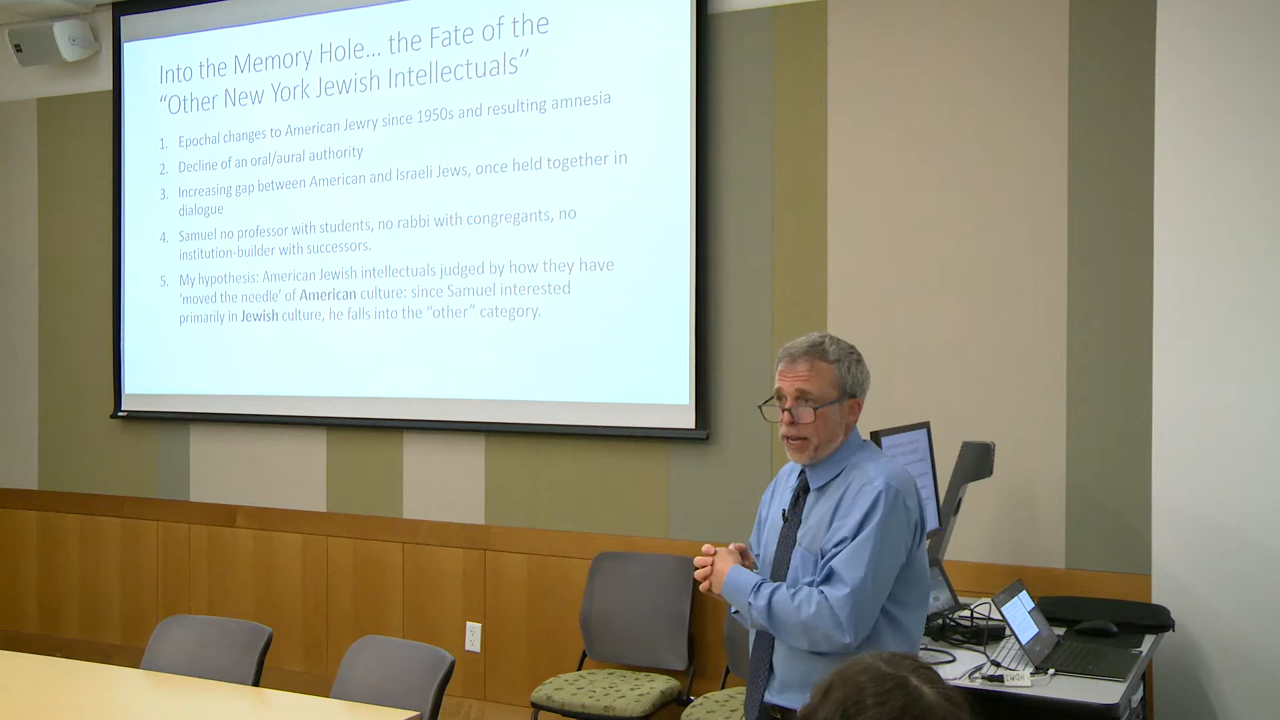 Into the Memory Hole... the Fate of the
“Other New York Jewish Intellectuals”
1. Epochal changes to American Jewry since 1950s and resulting amnesia
2. Decline of an oral/aural authority
3. Increasing gap between American and Israeli Jews, once held together in
dialogue
4. Samuel no professor with students, no rabbi with congregants, no
institution-builder with successors.
5. My hypothesis: American Jewish intellectuals judged by how they have
‘moved the needle’ of American culture: since Samuel interested
primarily in Jewish culture, he falls into the “other” category.